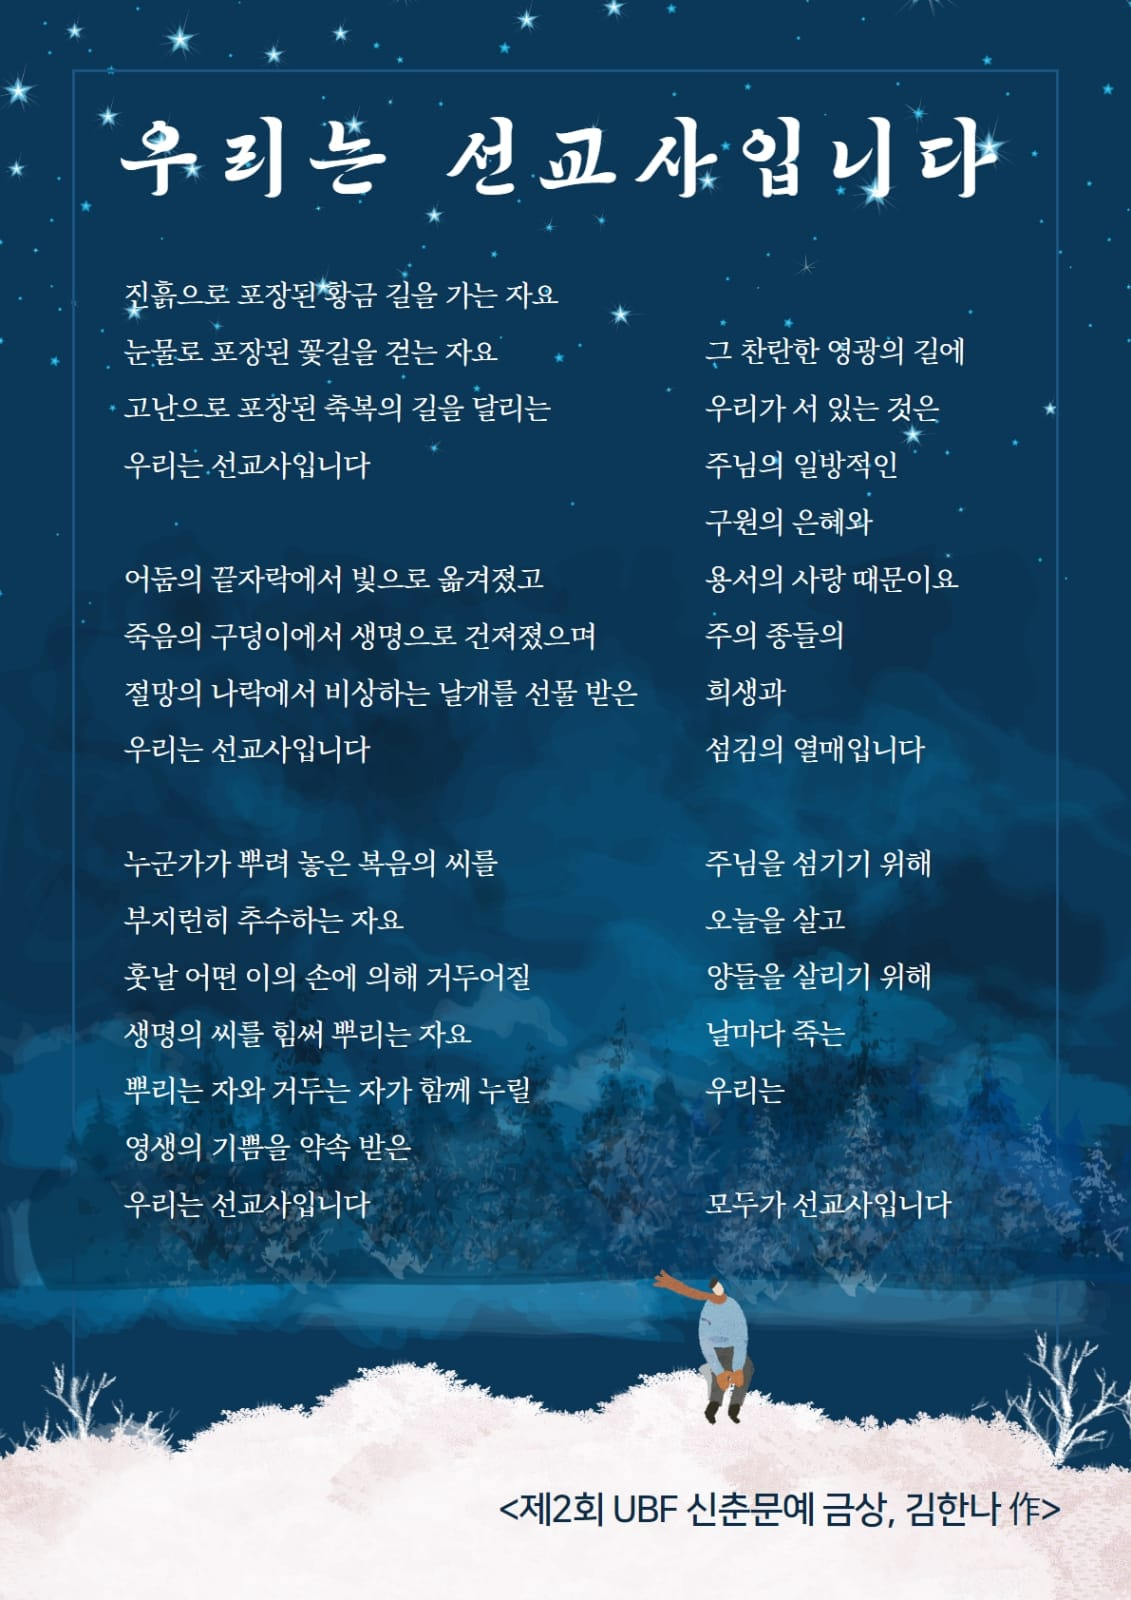 우리는 선교사입니다
진흙으로 포장된 황금 길을 가는 자요
눈물로 포장된 꽃길을 걷는 자요
고난으로 포장된 축복의 길을 달리는
우리는 선교사입니다
어둠의 끝자락에서 빛으로 옮겨졌고
죽음의 구덩이에서 생명으로 건져졌으며
절망의 나락에서 비상하는 날개를 선물 받은
우리는 선교사입니다
누군가가 뿌려 놓은 복음의 씨를
부지런히 추수하는 자요
훗날 어떤 이의 손에 의해 거두어질
생명의 씨를 힘써 뿌리는 자요
뿌리는 자와 거두는 자가 함께 누릴
영생의 기쁨을 약속 받은
우리는 선교사입니다
그 찬란한 영광의 길에
우리가 서 있는 것은
주님의 일방적인
구원의 은혜와
용서의 사랑 때문이요
주의 종들의
희생과
섬김의 열매입니다
주님을 섬기기 위해
오늘을 살고
양들을 살리기 위해
날마다 죽는
우리는
모두가 선교사입니다
<제2회 UBF 신춘문예 금상, 김한나 作>